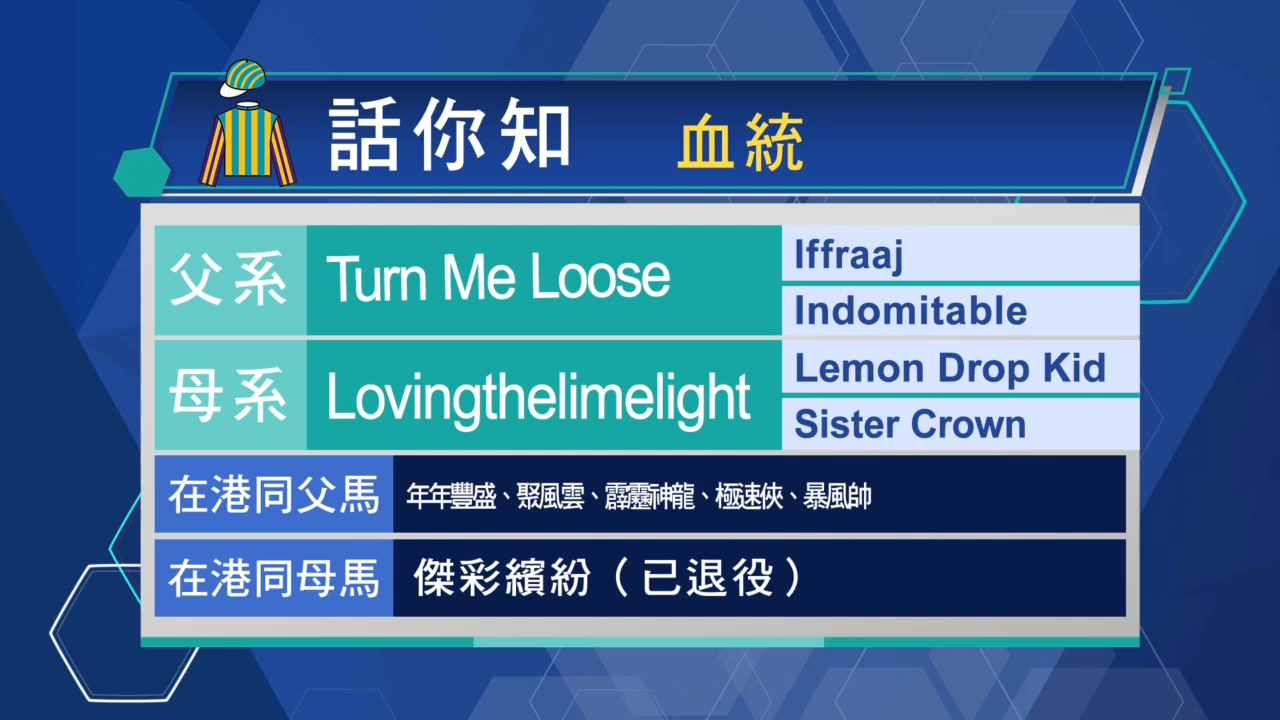 話你知 血統
父系 Turn Me Loose
Iffraaj
Indomitable
母系 Lovingthelimelight
Lemon Drop Kid
Sister Crown
在港同父馬 年年豐盛、聚風雲、霹靂神龍、極速俠、暴風帥
在港同母馬 傑彩繽紛（已退役）